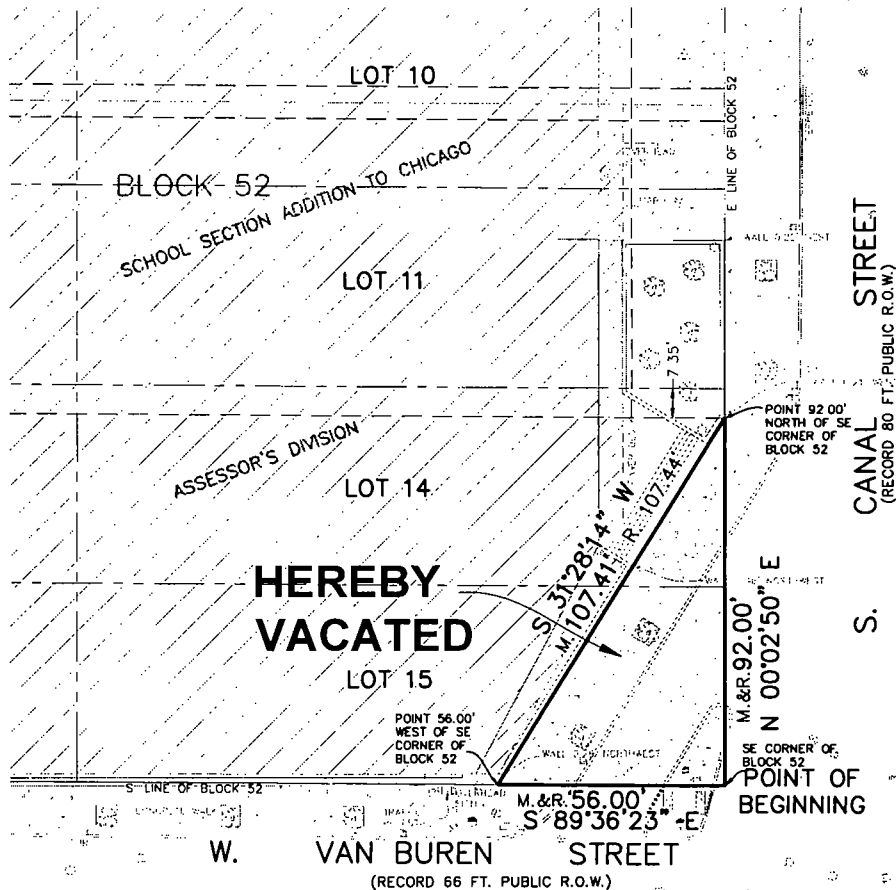 LOT 10
E LINE OF BLOCK 52
BLOCK 52
SCHOOL SECTION ADDITION TO CHICAGO
LOT 11
S. CANAL STREET
(RECORD 80 FT. PUBLIC R.O.W.)
7.35'
POINT 92.00'
NORTH OF SE
CORNER OF
BLOCK 52
ASSESSOR'S DIVISION
LOT 14
S 31°28'14" W
M. 107.41' R. 107.44'
HEREBY
VACATED
LOT 15
M.&R. 92.00'
N 00°02'50" E
POINT 56.00'
WEST OF SE
CORNER OF
BLOCK 52
SE CORNER OF
BLOCK 52
POINT OF
BEGINNING
S LINE OF BLOCK 52
M.&R. 56.00'
S 89°36'23" E
W. VAN BUREN STREET
(RECORD 66 FT. PUBLIC R.O.W.)